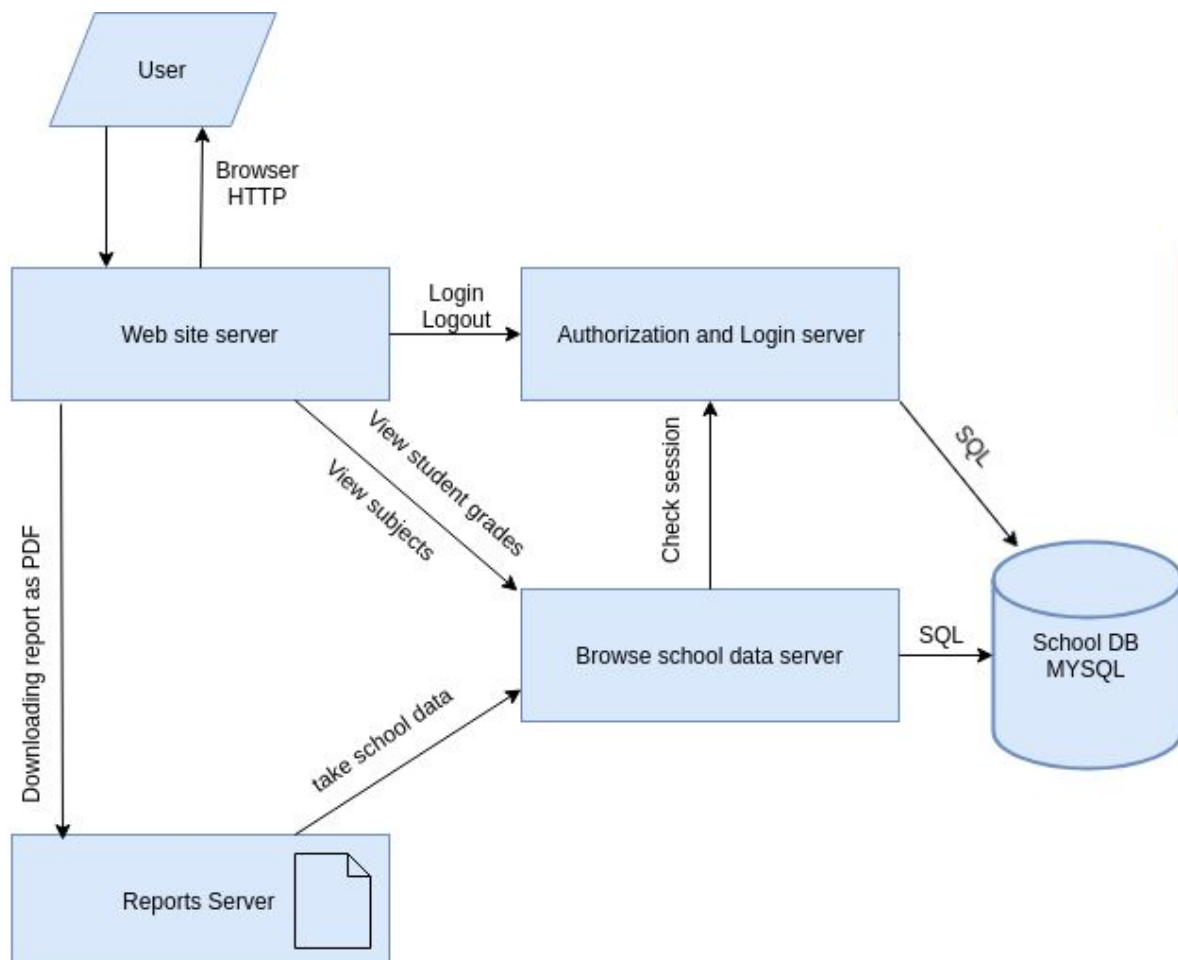 User
Browser
HTTP
Web site server
Login
Logout
Authorization and Login server
View student grades
View subjects
Check session
SQL
Downloading report as PDF
Browse school data server
SQL
School DB
MYSQL
take school data
Reports Server